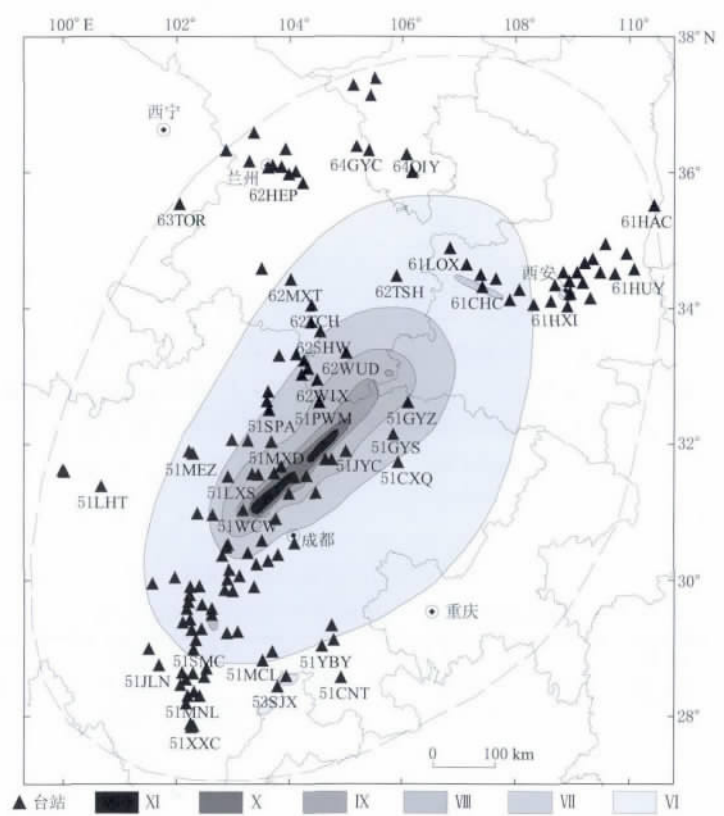 100°E 102° 104° 106° 108° 110° N
38°N
西宁
64GYC 64QIY
兰州
36°
62HEP
63TOR
61HAC
61LOX
西安
62TSH
61CHC 61HUY
62MXT
34°
61HXI
62SHW
62WUD
62WIX
51PWM 51GYZ
51SPA
51GYS
32°
51MEZ 51MXD 51JYC
51CXQ
51LHT 51LXS
51WCW
成都
30°
重庆
51SMC 51YBY
51JLN 51MCL
51CNT
53SJX
51MNL
28°
51XXC
0 100 km
台站 XI X IX VIII VII VI